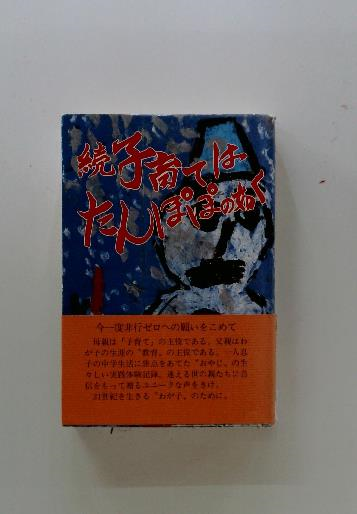 続子育ては
たんぽぽの如く
今一度非行ゼロへの願いをこめて
母親は「子育て」の主役である。父親はわ
が子の生涯の〝教育〟の主役である。一人息
子の中学生活に焦点をあてた〝おやじ〟の生
々しい実践体験記録。迷える世の親たちに自
信をもって贈るユニークな声をきけ。
21世紀を生きる〝わが子〟のために。